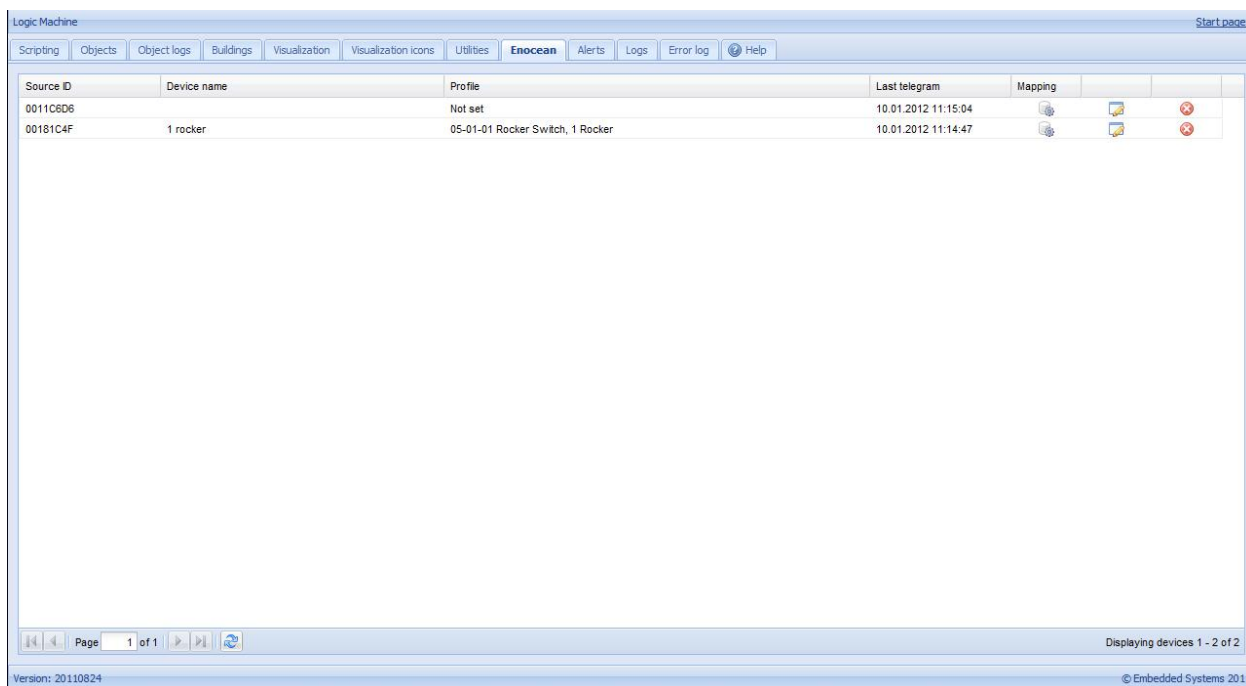 Logic Machine Start page
Scripting Objects Object logs Buildings Visualization Visualization icons Utilities Enocean Alerts Logs Error log Help
Source ID Device name Profile Last telegram Mapping
0011C6D6 Not set 10.01.2012 11:15:04
00181C4F 1 rocker 05-01-01 Rocker Switch, 1 Rocker 10.01.2012 11:14:47
Page 1 of 1 Displaying devices 1 - 2 of 2
Version: 20110824 © Embedded Systems 201